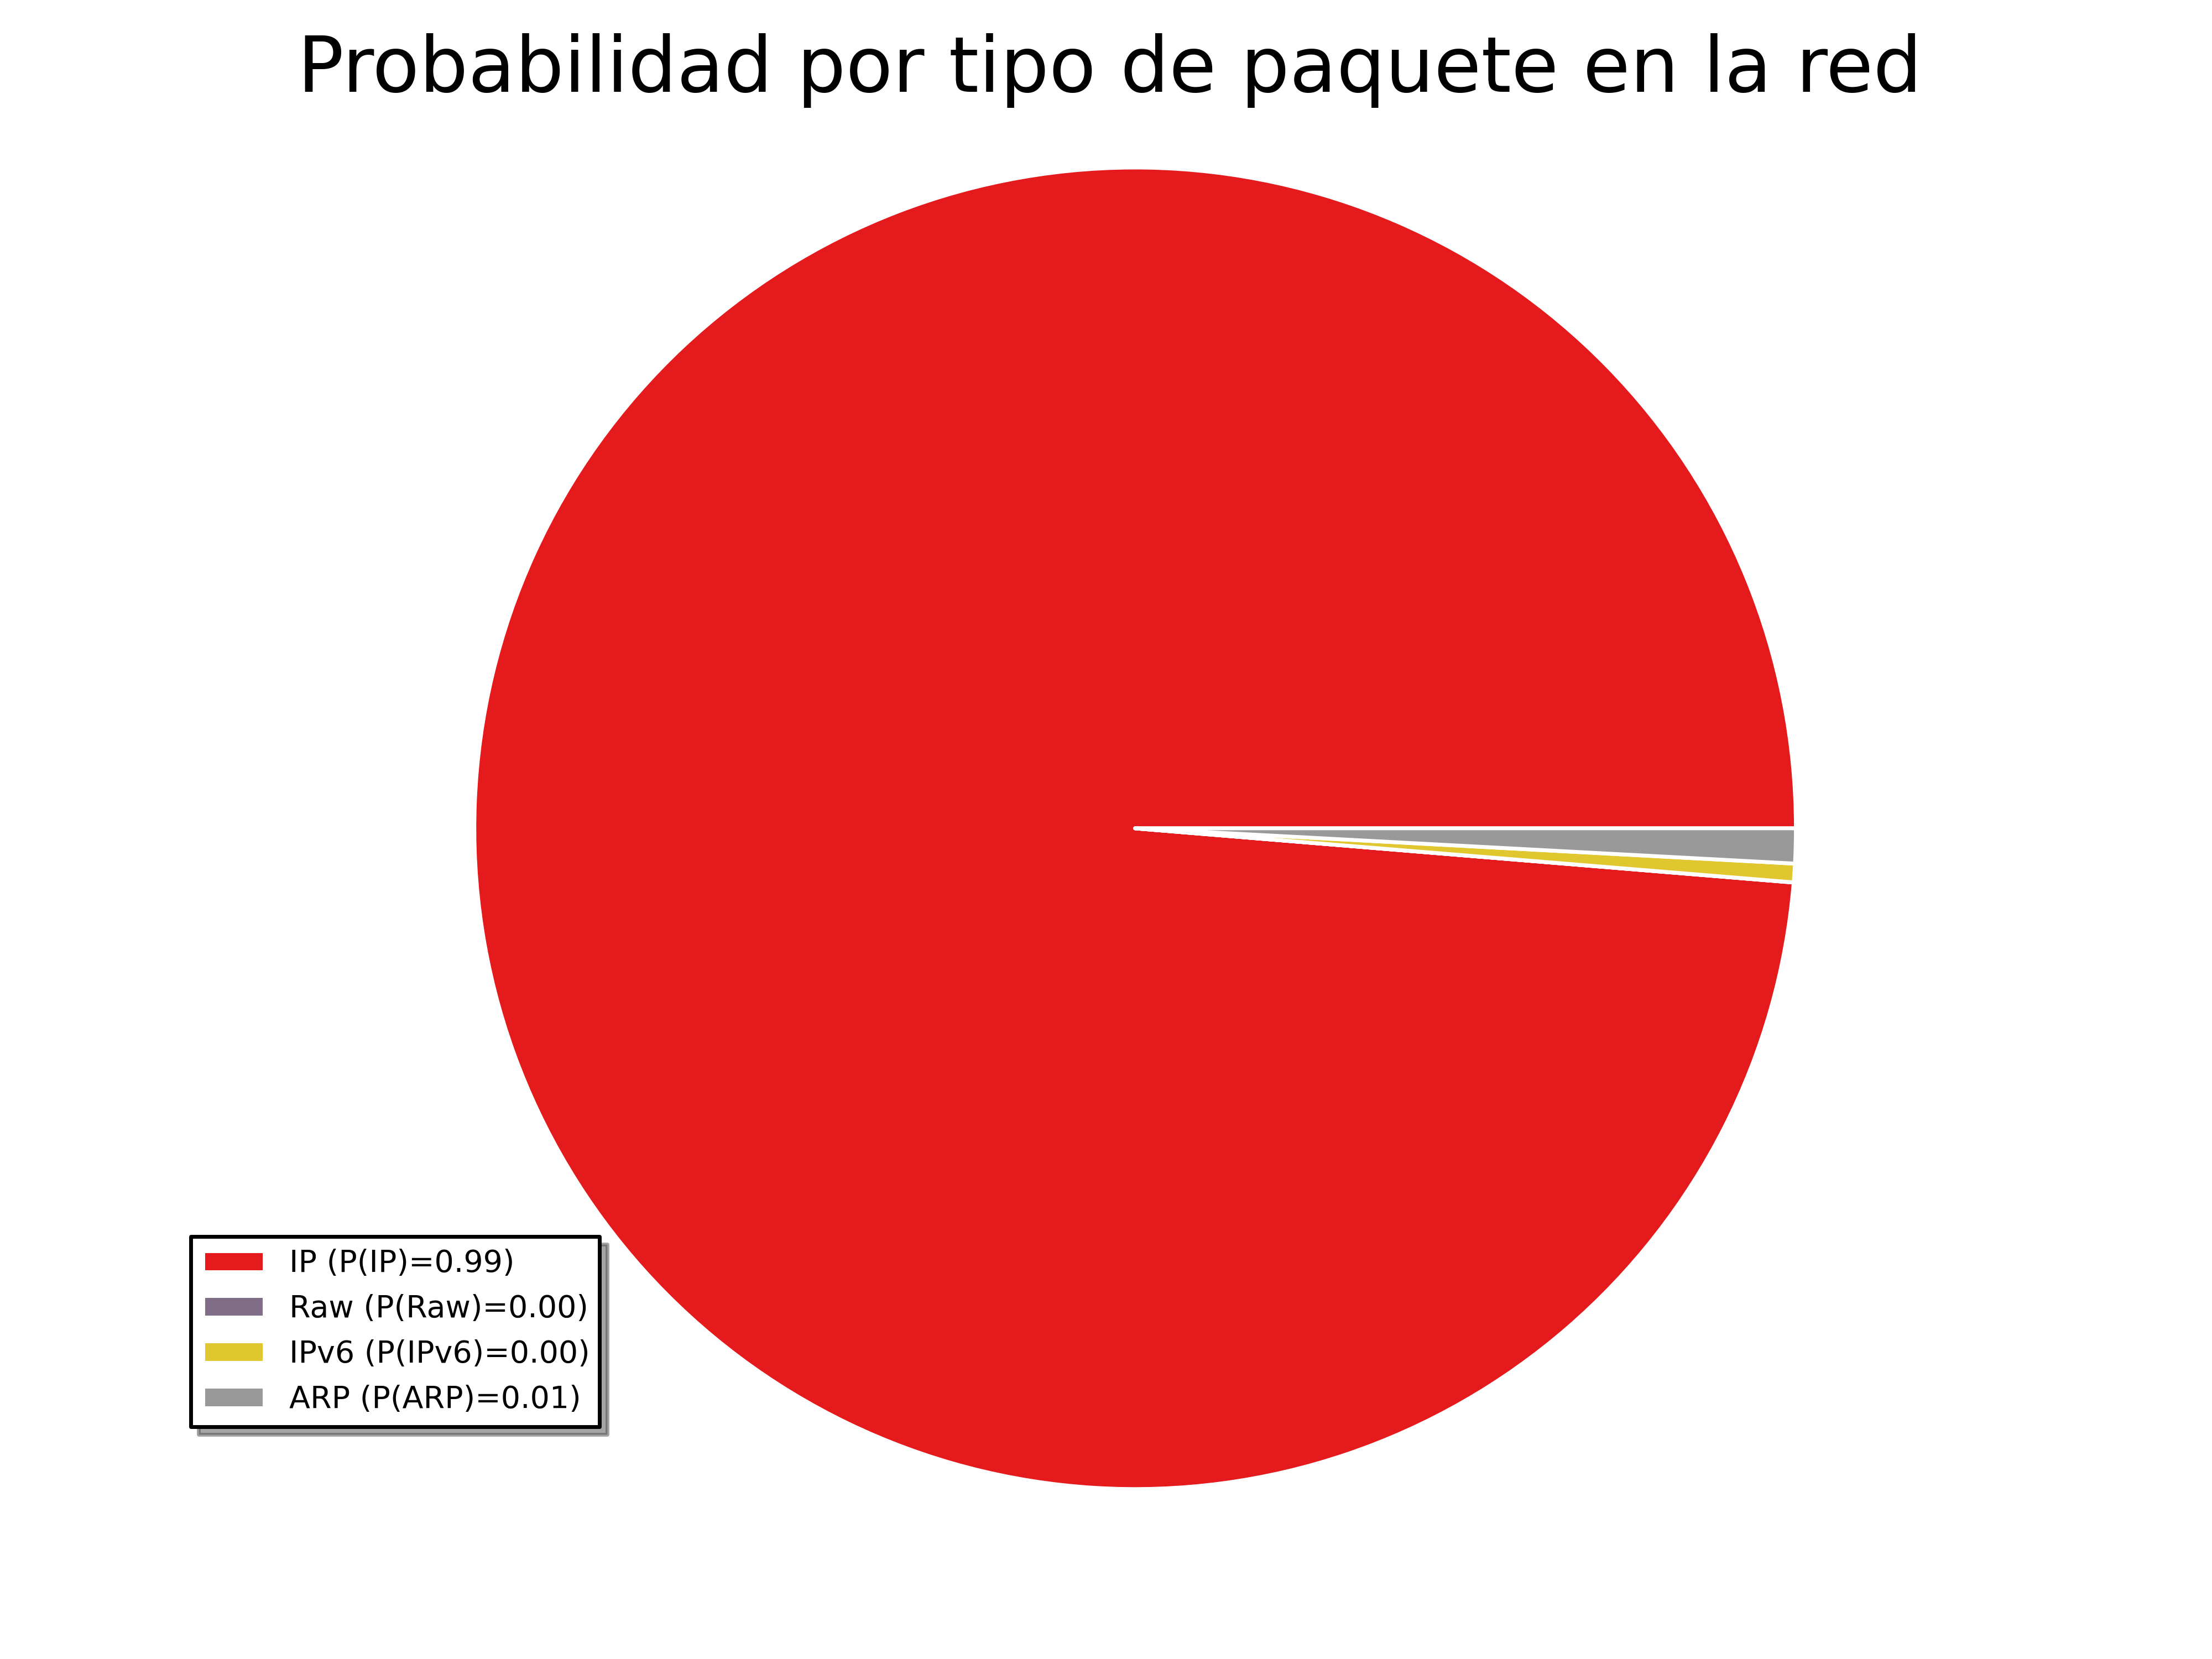 Probabilidad por tipo de paquete en la red
IP (P(IP)=0.99)
Raw (P(Raw)=0.00)
IPv6 (P(IPv6)=0.00)
ARP (P(ARP)=0.01)